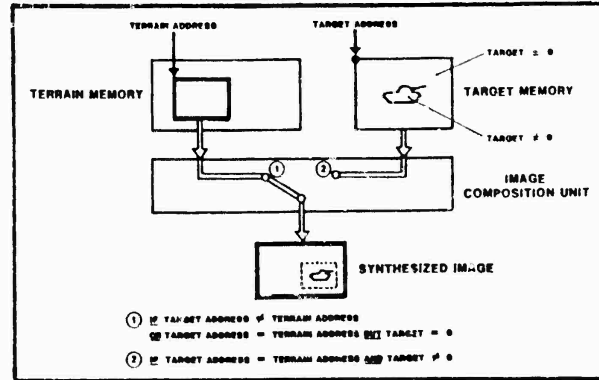 TERRAIN ADDRESS
TARGET ADDRESS
TARGET = 0
TERRAIN MEMORY
TARGET MEMORY
TARGET ≠ 0
1
2
IMAGE
COMPOSITION UNIT
SYNTHESIZED IMAGE
1 IF TARGET ADDRESS ≠ TERRAIN ADDRESS
OR TARGET ADDRESS = TERRAIN ADDRESS BUT TARGET = 0
2 IF TARGET ADDRESS = TERRAIN ADDRESS AND TARGET ≠ 0